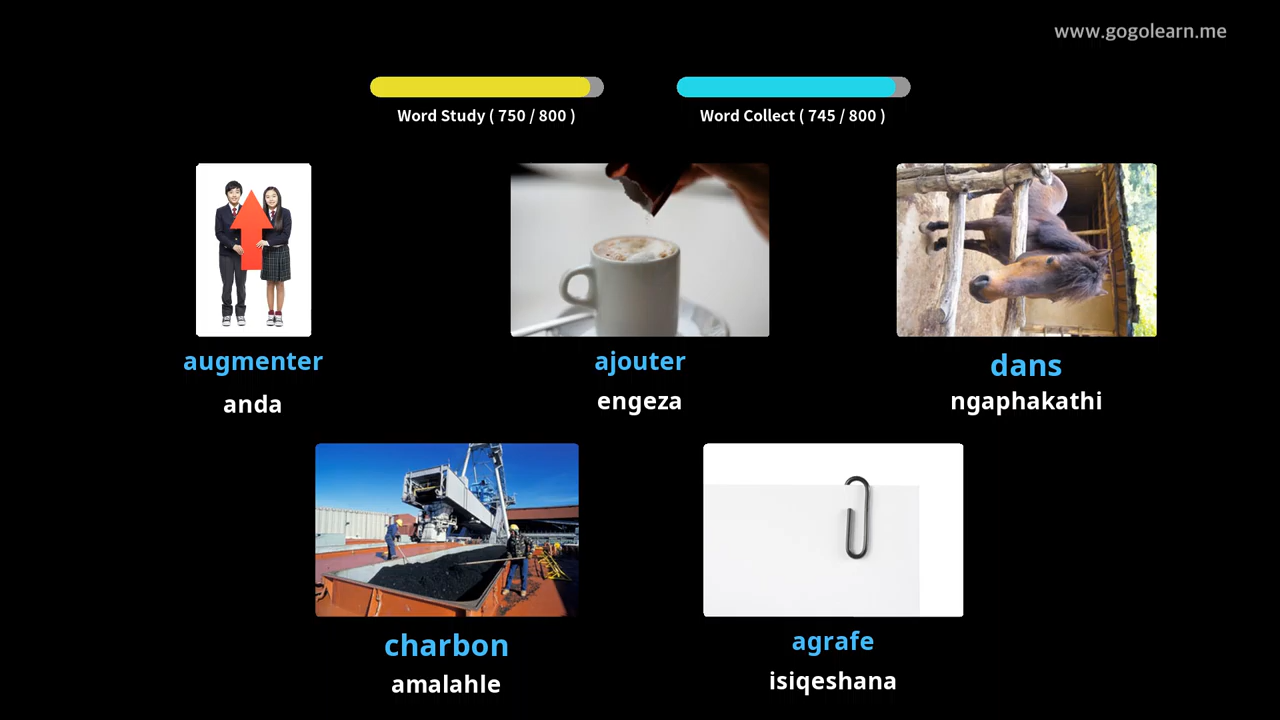 www.gogolearn.me
Word Study ( 750 / 800 )
Word Collect ( 745 / 800 )
augmenter
anda
ajouter
engeza
dans
ngaphakathi
charbon
amalahle
agrafe
isiqeshana